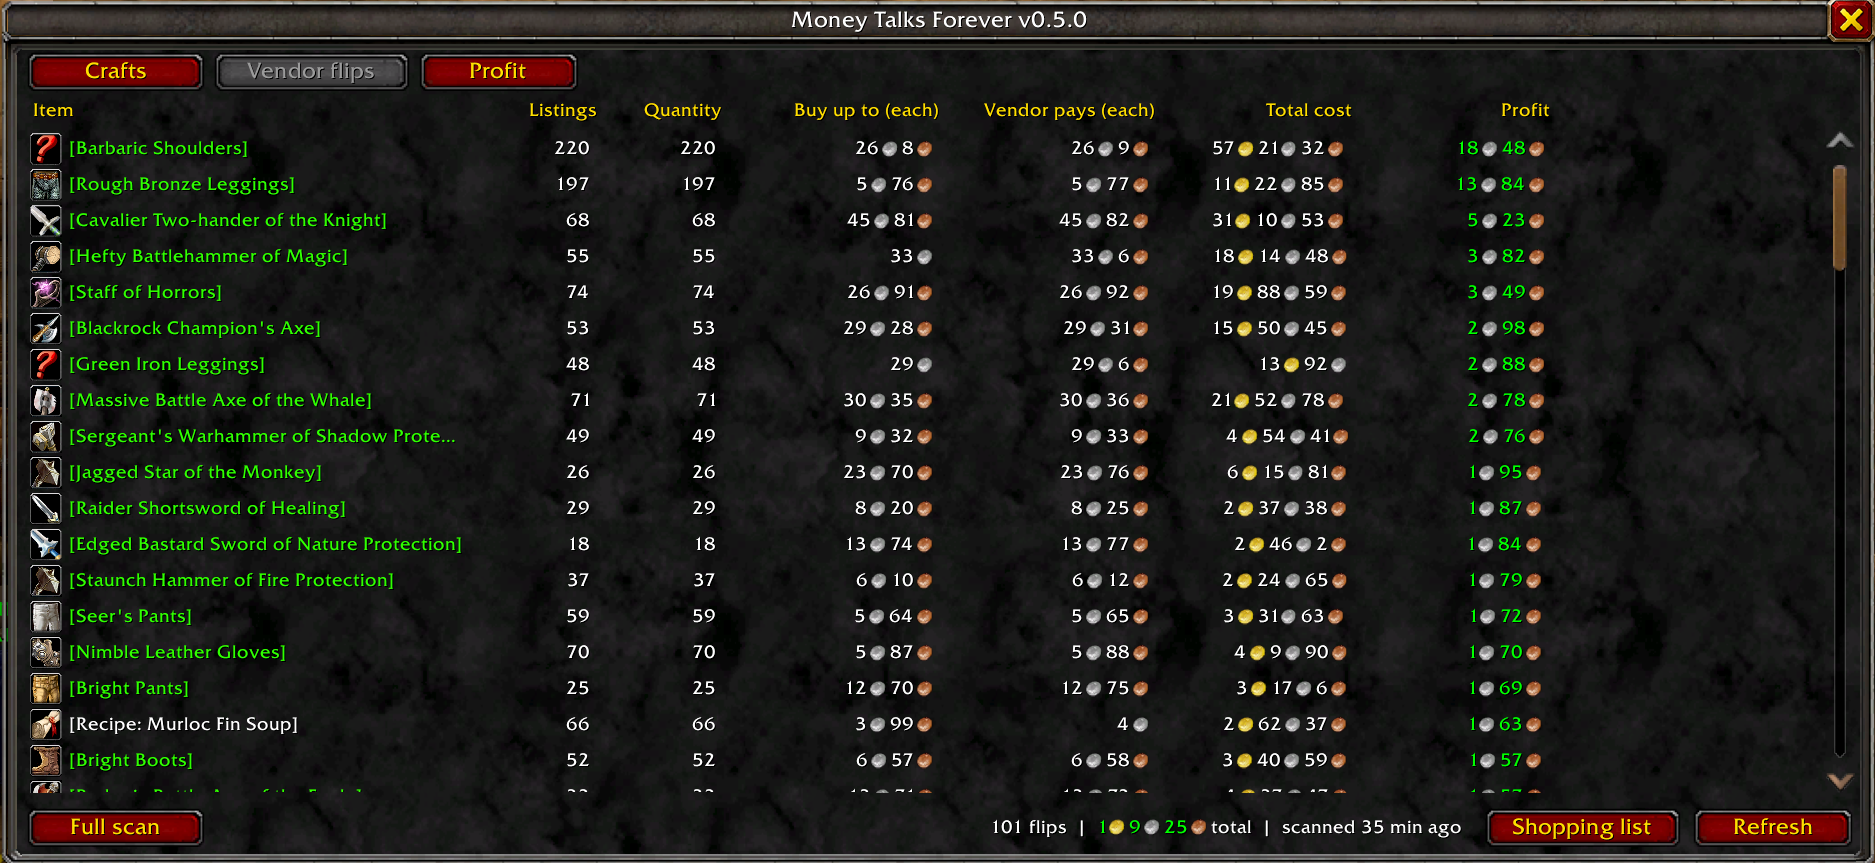 Money Talks Forever v0.5.0
Crafts Vendor flips Profit
Item Listings Quantity Buy up to (each) Vendor pays (each) Total cost Profit
[Barbaric Shoulders] 220 220 26 8 26 9 57 21 32 18 48
[Rough Bronze Leggings] 197 197 5 76 5 77 11 22 85 13 84
[Cavalier Two-hander of the Knight] 68 68 45 81 45 82 31 10 53 5 23
[Hefty Battlehammer of Magic] 55 55 33 33 6 18 14 48 3 82
[Staff of Horrors] 74 74 26 91 26 92 19 88 59 3 49
[Blackrock Champion's Axe] 53 53 29 28 29 31 15 50 45 2 98
[Green Iron Leggings] 48 48 29 29 6 13 92 2 88
[Massive Battle Axe of the Whale] 71 71 30 35 30 36 21 52 78 2 78
[Sergeant's Warhammer of Shadow Prote... 49 49 9 32 9 33 4 54 41 2 76
[Jagged Star of the Monkey] 26 26 23 70 23 76 6 15 81 1 95
[Raider Shortsword of Healing] 29 29 8 20 8 25 2 37 38 1 87
[Edged Bastard Sword of Nature Protection] 18 18 13 74 13 77 2 46 2 1 84
[Staunch Hammer of Fire Protection] 37 37 6 10 6 12 2 24 65 1 79
[Seer's Pants] 59 59 5 64 5 65 3 31 63 1 72
[Nimble Leather Gloves] 70 70 5 87 5 88 4 9 90 1 70
[Bright Pants] 25 25 12 70 12 75 3 17 6 1 69
[Recipe: Murloc Fin Soup] 66 66 3 99 4 2 62 37 1 63
[Bright Boots] 52 52 6 57 6 58 3 40 59 1 57
Full scan 101 flips | 1 9 25 total | scanned 35 min ago Shopping list Refresh